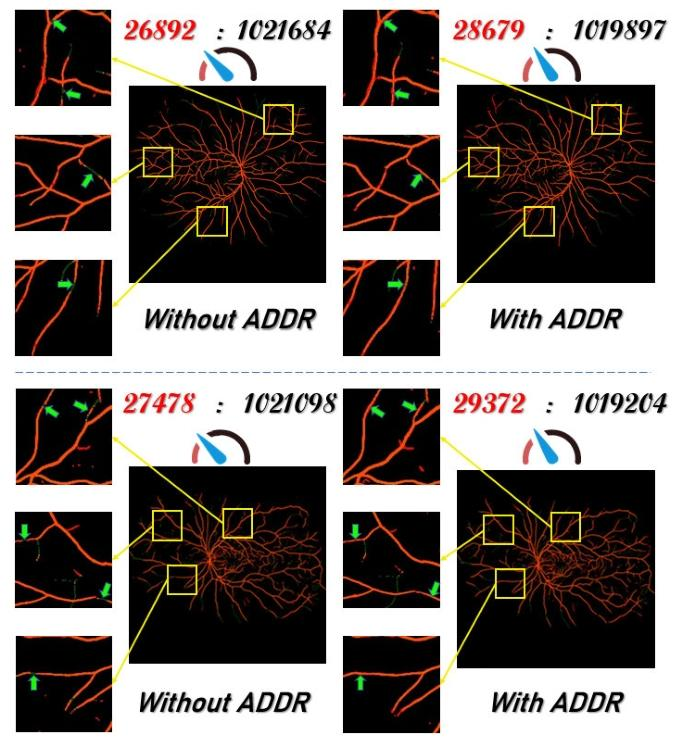 26892 : 1021684
28679 : 1019897
Without ADDR
With ADDR
27478 : 1021098
29372 : 1019204
Without ADDR
With ADDR